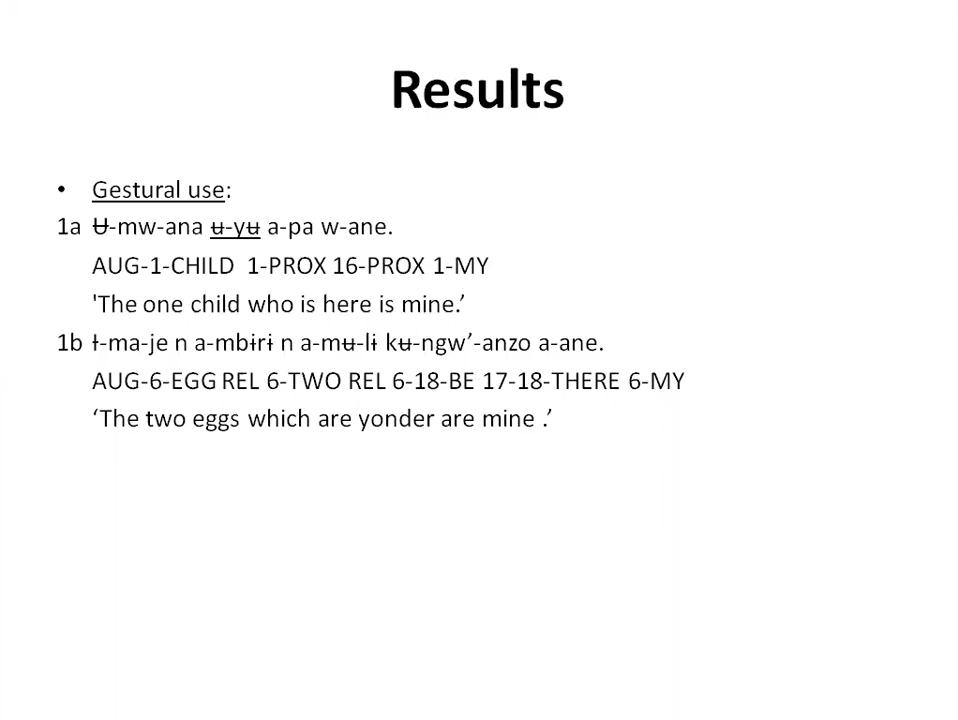 Results
• Gestural use:
1a Ʉ-mw-ana ʉ-yʉ a-pa w-ane.
AUG-1-CHILD 1-PROX 16-PROX 1-MY
'The one child who is here is mine.’
1b Ɨ-ma-je n a-mbɨrɨ n a-mʉ-lɨ kʉ-ngw’-anzo a-ane.
AUG-6-EGG REL 6-TWO REL 6-18-BE 17-18-THERE 6-MY
‘The two eggs which are yonder are mine .’